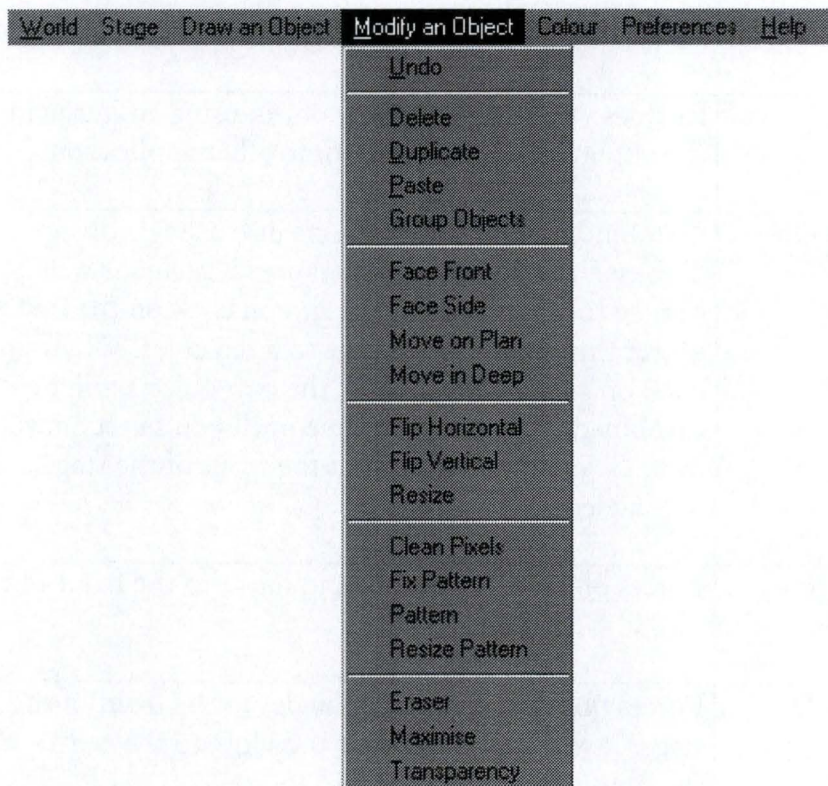 World Stage Draw an Object Modify an Object Colour Preferences Help
Undo
Delete
Duplicate
Paste
Group Objects
Face Front
Face Side
Move on Plan
Move in Deep
Flip Horizontal
Flip Vertical
Resize
Clean Pixels
Fix Pattern
Pattern
Resize Pattern
Eraser
Maximise
Transparency